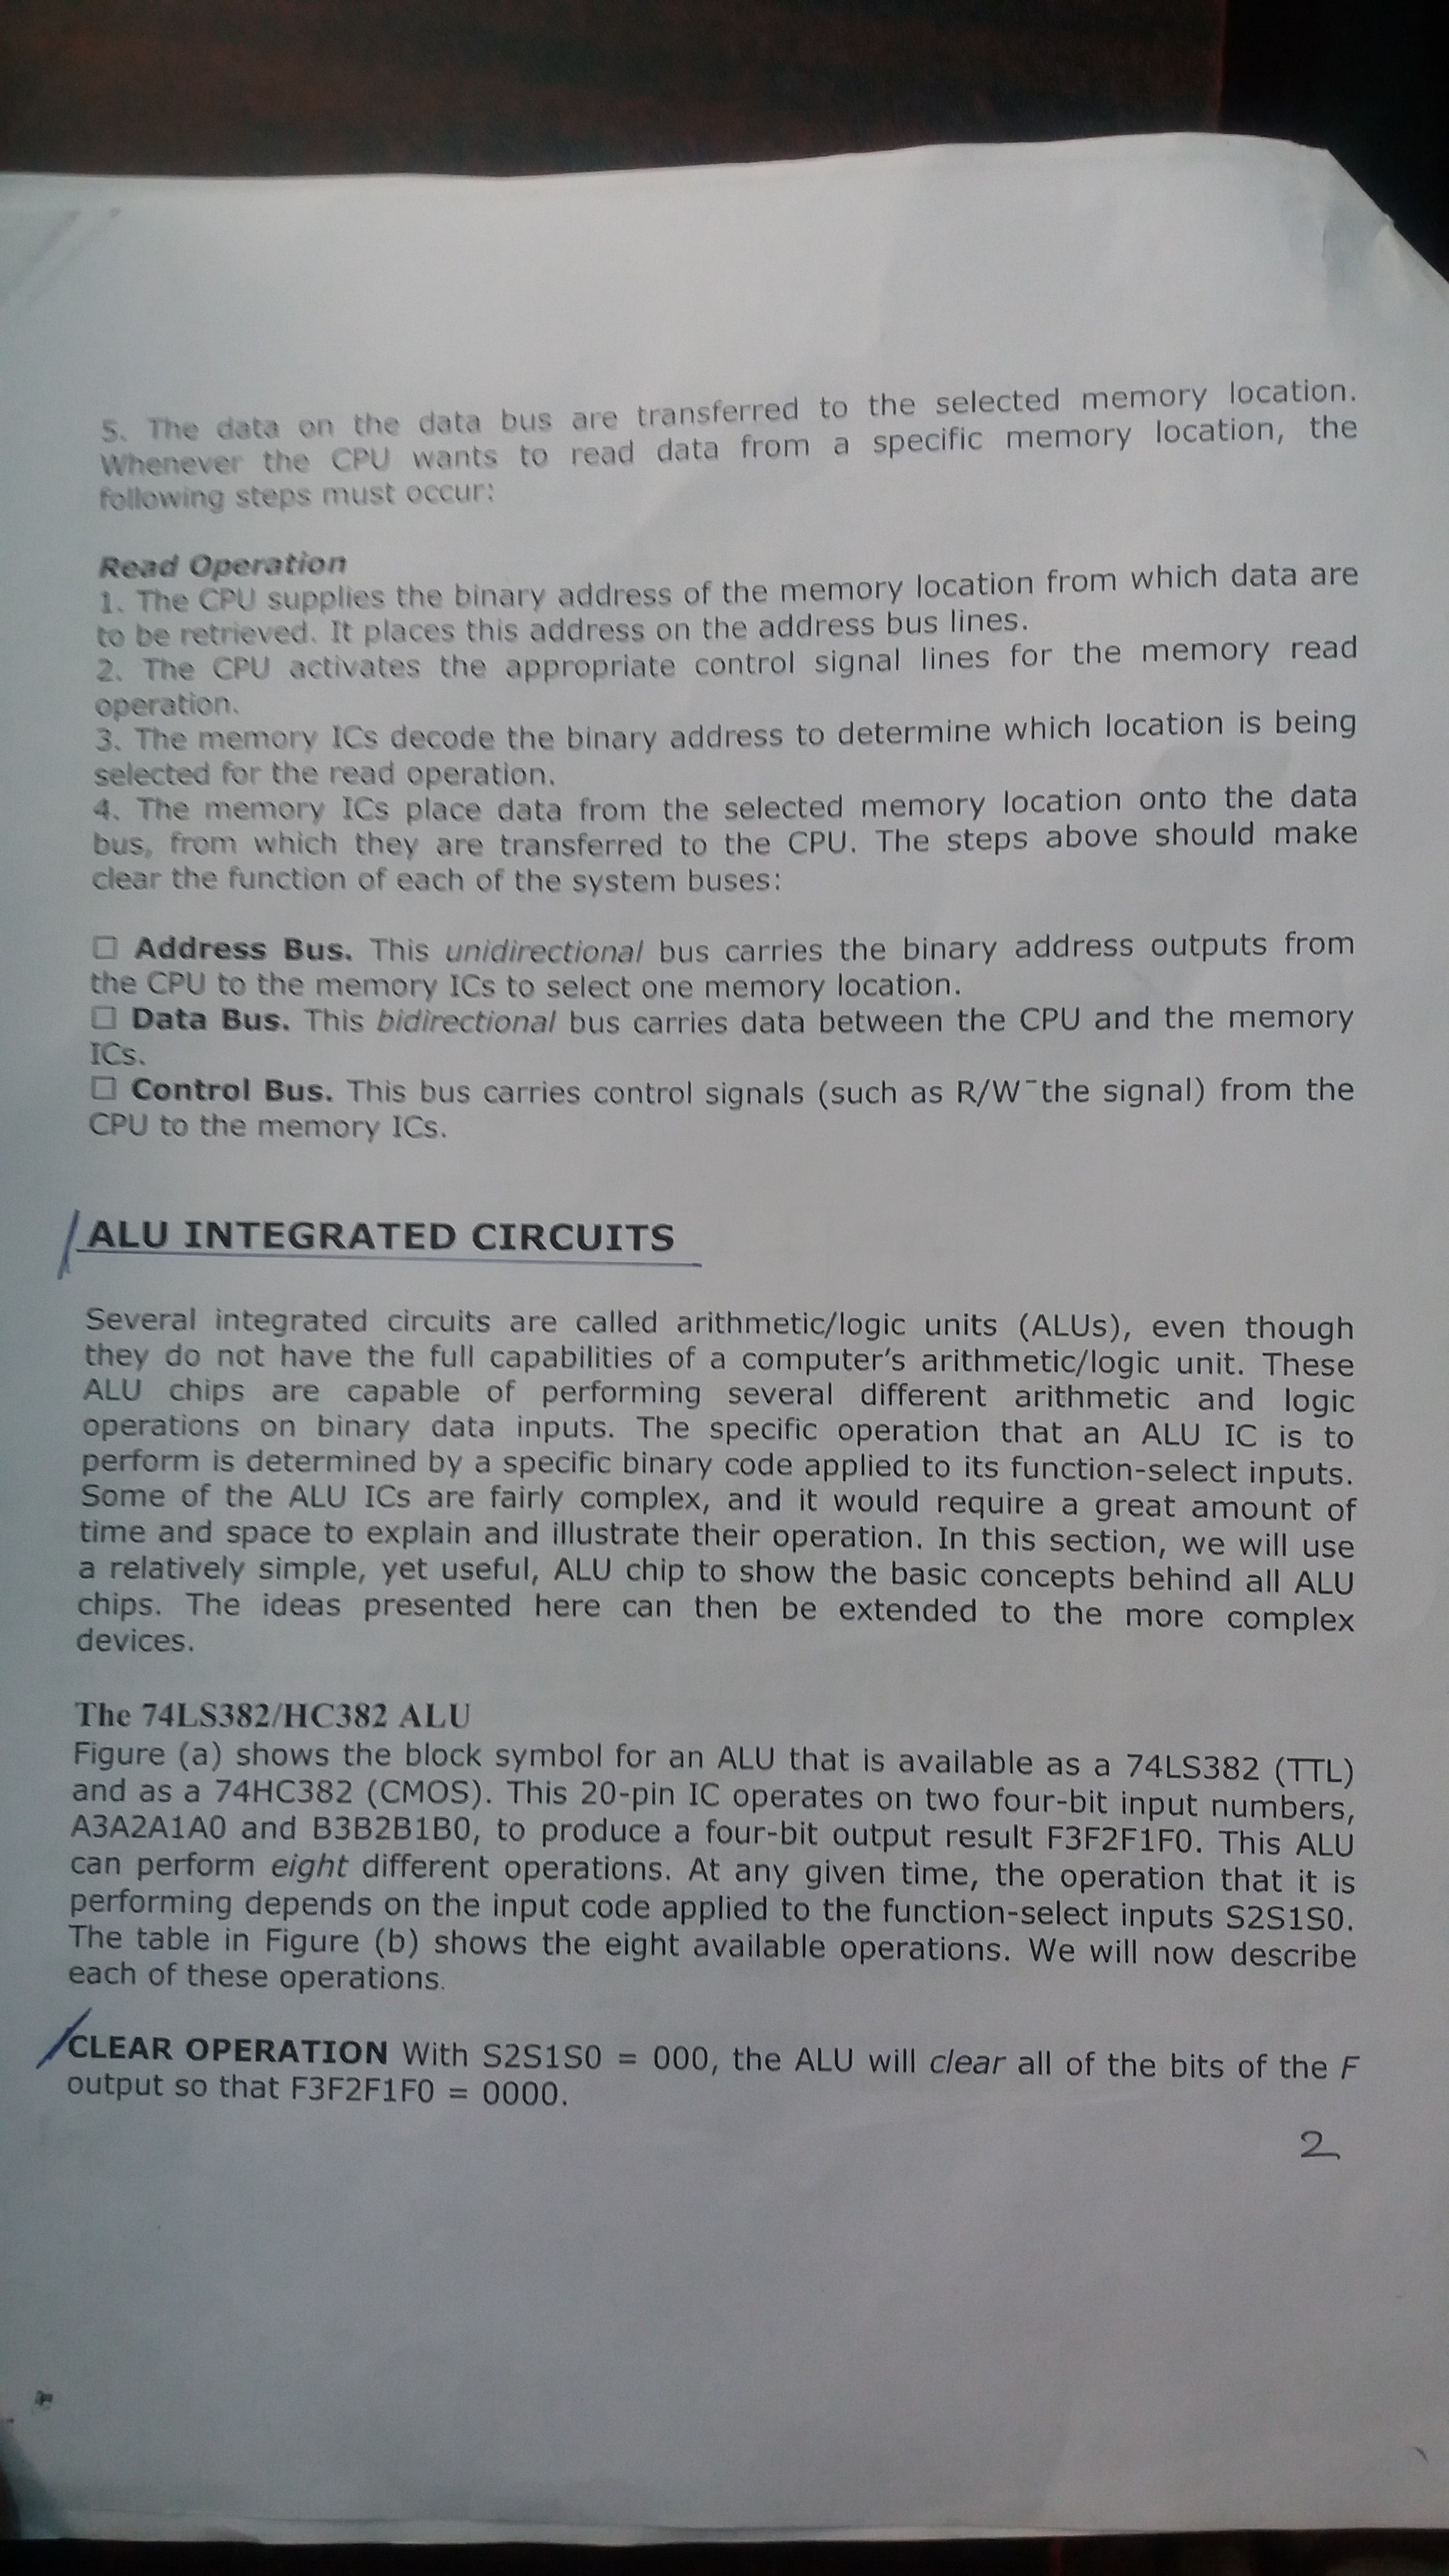 5. The data on the data bus are transferred to the selected memory location.
Whenever the CPU wants to read data from a specific memory location, the
following steps must occur:
Read Operation
1. The CPU supplies the binary address of the memory location from which data are
to be retrieved. It places this address on the address bus lines.
2. The CPU activates the appropriate control signal lines for the memory read
operation.
3. The memory ICs decode the binary address to determine which location is being
selected for the read operation.
4. The memory ICs place data from the selected memory location onto the data
bus, from which they are transferred to the CPU. The steps above should make
clear the function of each of the system buses:
☐ Address Bus. This unidirectional bus carries the binary address outputs from
the CPU to the memory ICs to select one memory location.
☐ Data Bus. This bidirectional bus carries data between the CPU and the memory
ICs.
☐ Control Bus. This bus carries control signals (such as R/W¯the signal) from the
CPU to the memory ICs.
ALU INTEGRATED CIRCUITS
Several integrated circuits are called arithmetic/logic units (ALUs), even though
they do not have the full capabilities of a computer's arithmetic/logic unit. These
ALU chips are capable of performing several different arithmetic and logic
operations on binary data inputs. The specific operation that an ALU IC is to
perform is determined by a specific binary code applied to its function-select inputs.
Some of the ALU ICs are fairly complex, and it would require a great amount of
time and space to explain and illustrate their operation. In this section, we will use
a relatively simple, yet useful, ALU chip to show the basic concepts behind all ALU
chips. The ideas presented here can then be extended to the more complex
devices.
The 74LS382/HC382 ALU
Figure (a) shows the block symbol for an ALU that is available as a 74LS382 (TTL)
and as a 74HC382 (CMOS). This 20-pin IC operates on two four-bit input numbers,
A3A2A1A0 and B3B2B1B0, to produce a four-bit output result F3F2F1F0. This ALU
can perform eight different operations. At any given time, the operation that it is
performing depends on the input code applied to the function-select inputs S2S1S0.
The table in Figure (b) shows the eight available operations. We will now describe
each of these operations.
CLEAR OPERATION With S2S1S0 = 000, the ALU will clear all of the bits of the F
output so that F3F2F1F0 = 0000.
2